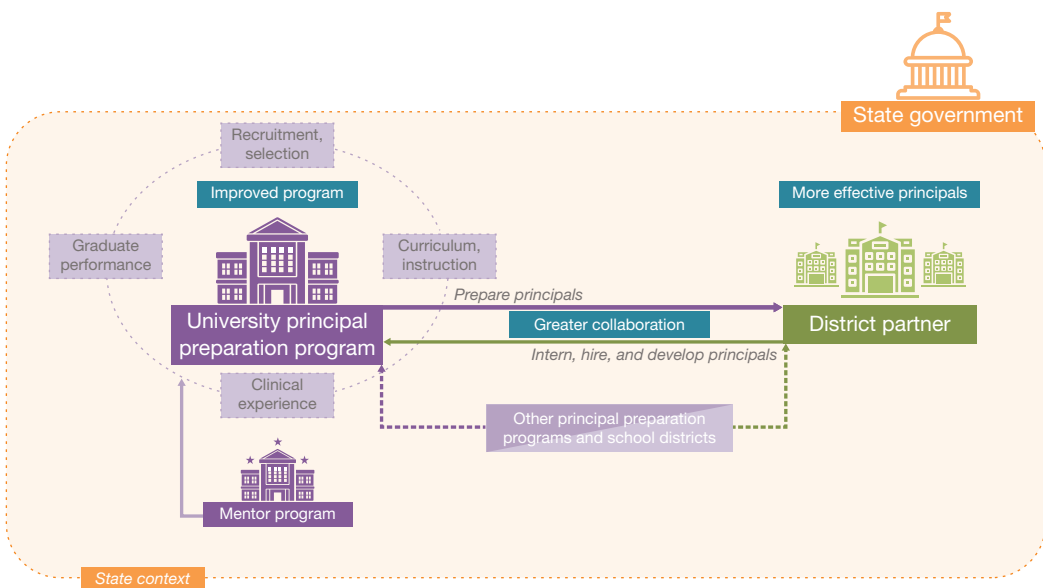 State government
Recruitment,
selection
Improved program
More effective principals
Graduate
performance
Curriculum,
instruction
Prepare principals
University principal
preparation program
Greater collaboration
District partner
Intern, hire, and develop principals
Clinical
experience
Other principal preparation
programs and school districts
Mentor program
State context